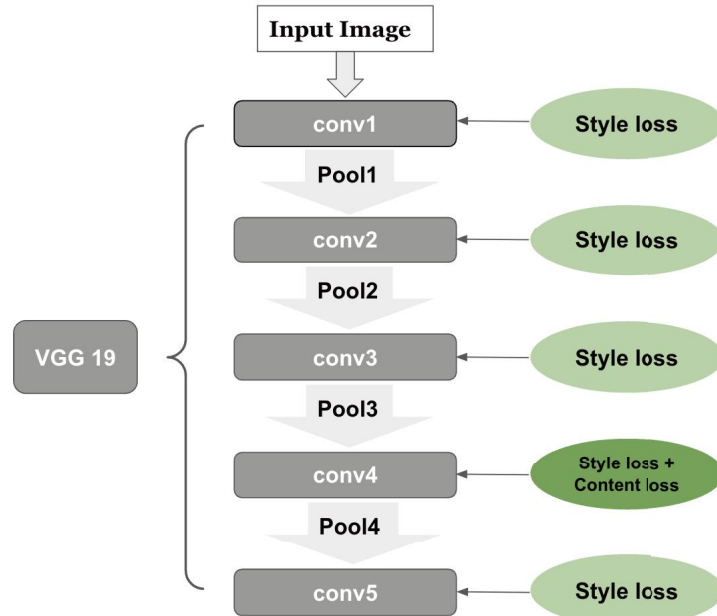 Input Image
conv1
Style loss
Pool1
conv2
Style loss
Pool2
VGG 19
conv3
Style loss
Pool3
conv4
Style loss +
Content loss
Pool4
conv5
Style loss